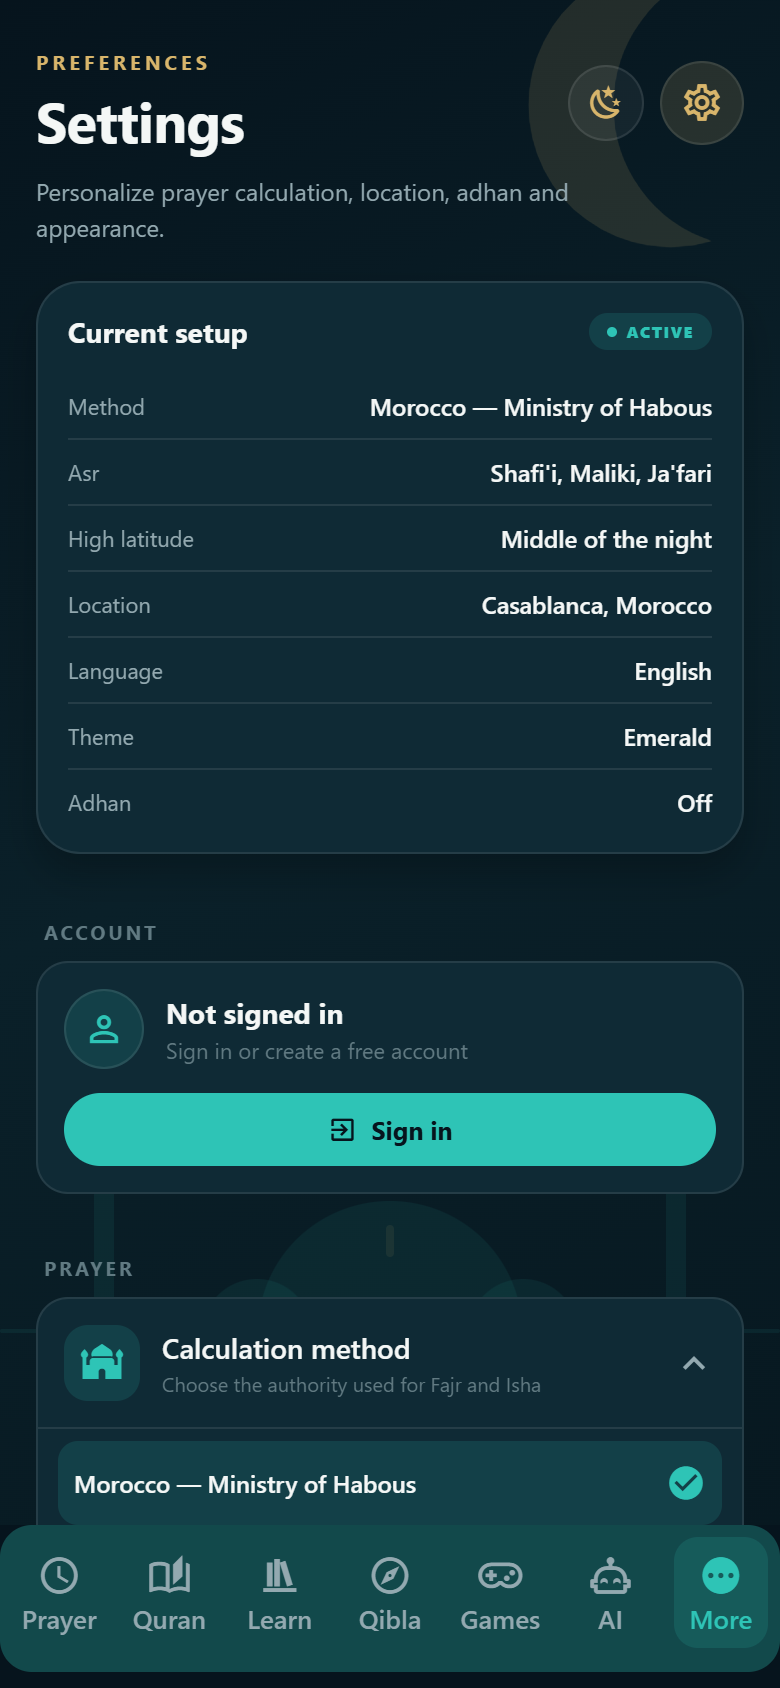 PREFERENCES
Settings
Personalize prayer calculation, location, adhan and
appearance.
Current setup
ACTIVE
Method
Morocco — Ministry of Habous
Asr
Shafi'i, Maliki, Ja'fari
High latitude
Middle of the night
Location
Casablanca, Morocco
Language
English
Theme
Emerald
Adhan
Off
ACCOUNT
Not signed in
Sign in or create a free account
Sign in
PRAYER
Calculation method
Choose the authority used for Fajr and Isha
Morocco — Ministry of Habous
Prayer
Quran
Learn
Qibla
Games
AI
More